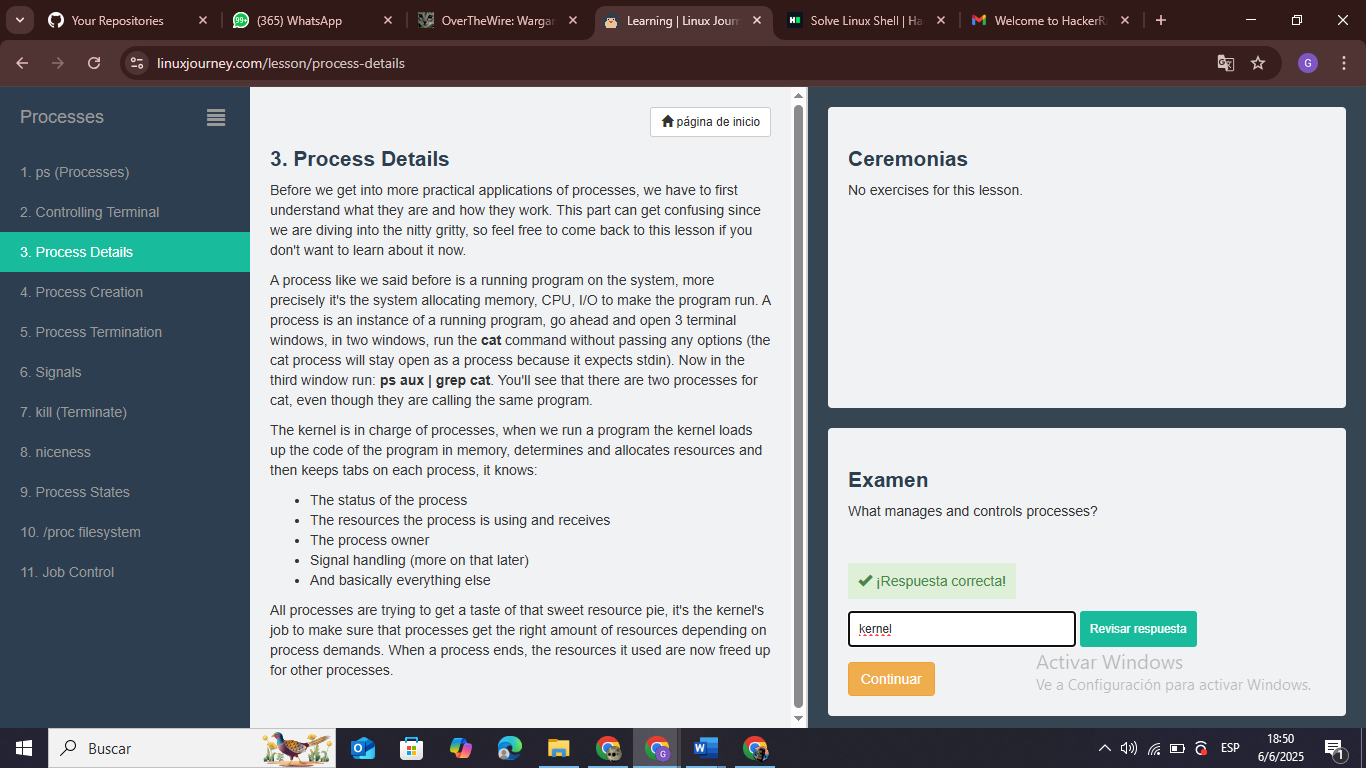 Your Repositories
(365) WhatsApp
OverTheWire: Wargar
Learning | Linux Journ
Solve Linux Shell | Ha
Welcome to HackerR
linuxjourney.com/lesson/process-details
G
Processes
1. ps (Processes)
2. Controlling Terminal
3. Process Details
4. Process Creation
5. Process Termination
6. Signals
7. kill (Terminate)
8. niceness
9. Process States
10. /proc filesystem
11. Job Control
página de inicio
3. Process Details
Before we get into more practical applications of processes, we have to first
understand what they are and how they work. This part can get confusing since
we are diving into the nitty gritty, so feel free to come back to this lesson if you
don't want to learn about it now.
A process like we said before is a running program on the system, more
precisely it's the system allocating memory, CPU, I/O to make the program run. A
process is an instance of a running program, go ahead and open 3 terminal
windows, in two windows, run the cat command without passing any options (the
cat process will stay open as a process because it expects stdin). Now in the
third window run: ps aux | grep cat. You'll see that there are two processes for
cat, even though they are calling the same program.
The kernel is in charge of processes, when we run a program the kernel loads
up the code of the program in memory, determines and allocates resources and
then keeps tabs on each process, it knows:
• The status of the process
• The resources the process is using and receives
• The process owner
• Signal handling (more on that later)
• And basically everything else
All processes are trying to get a taste of that sweet resource pie, it's the kernel's
job to make sure that processes get the right amount of resources depending on
process demands. When a process ends, the resources it used are now freed up
for other processes.
Ceremonias
No exercises for this lesson.
Examen
What manages and controls processes?
¡Respuesta correcta!
kernel
Revisar respuesta
Continuar
Activar Windows
Ve a Configuración para activar Windows.
Buscar
ESP
18:50
6/6/2025
1